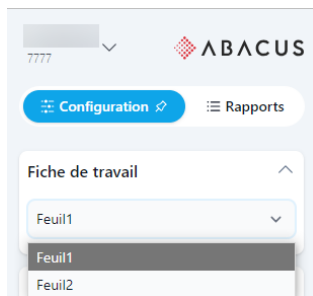 7777
ABACUS
Configuration
Rapports
Fiche de travail
Feuil1
Feuil1
Feuil2